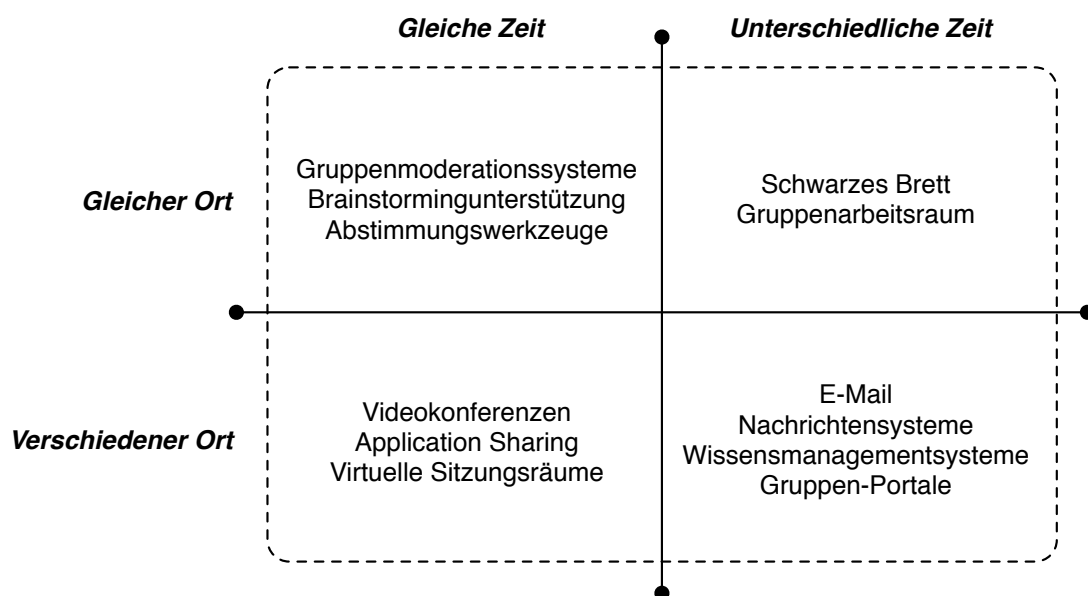 Gleiche Zeit
Unterschiedliche Zeit
Gleicher Ort
Gruppenmoderationssysteme
Brainstormingunterstützung
Abstimmungswerkzeuge
Schwarzes Brett
Gruppenarbeitsraum
Verschiedener Ort
Videokonferenzen
Application Sharing
Virtuelle Sitzungsräume
E-Mail
Nachrichtensysteme
Wissensmanagementsysteme
Gruppen-Portale